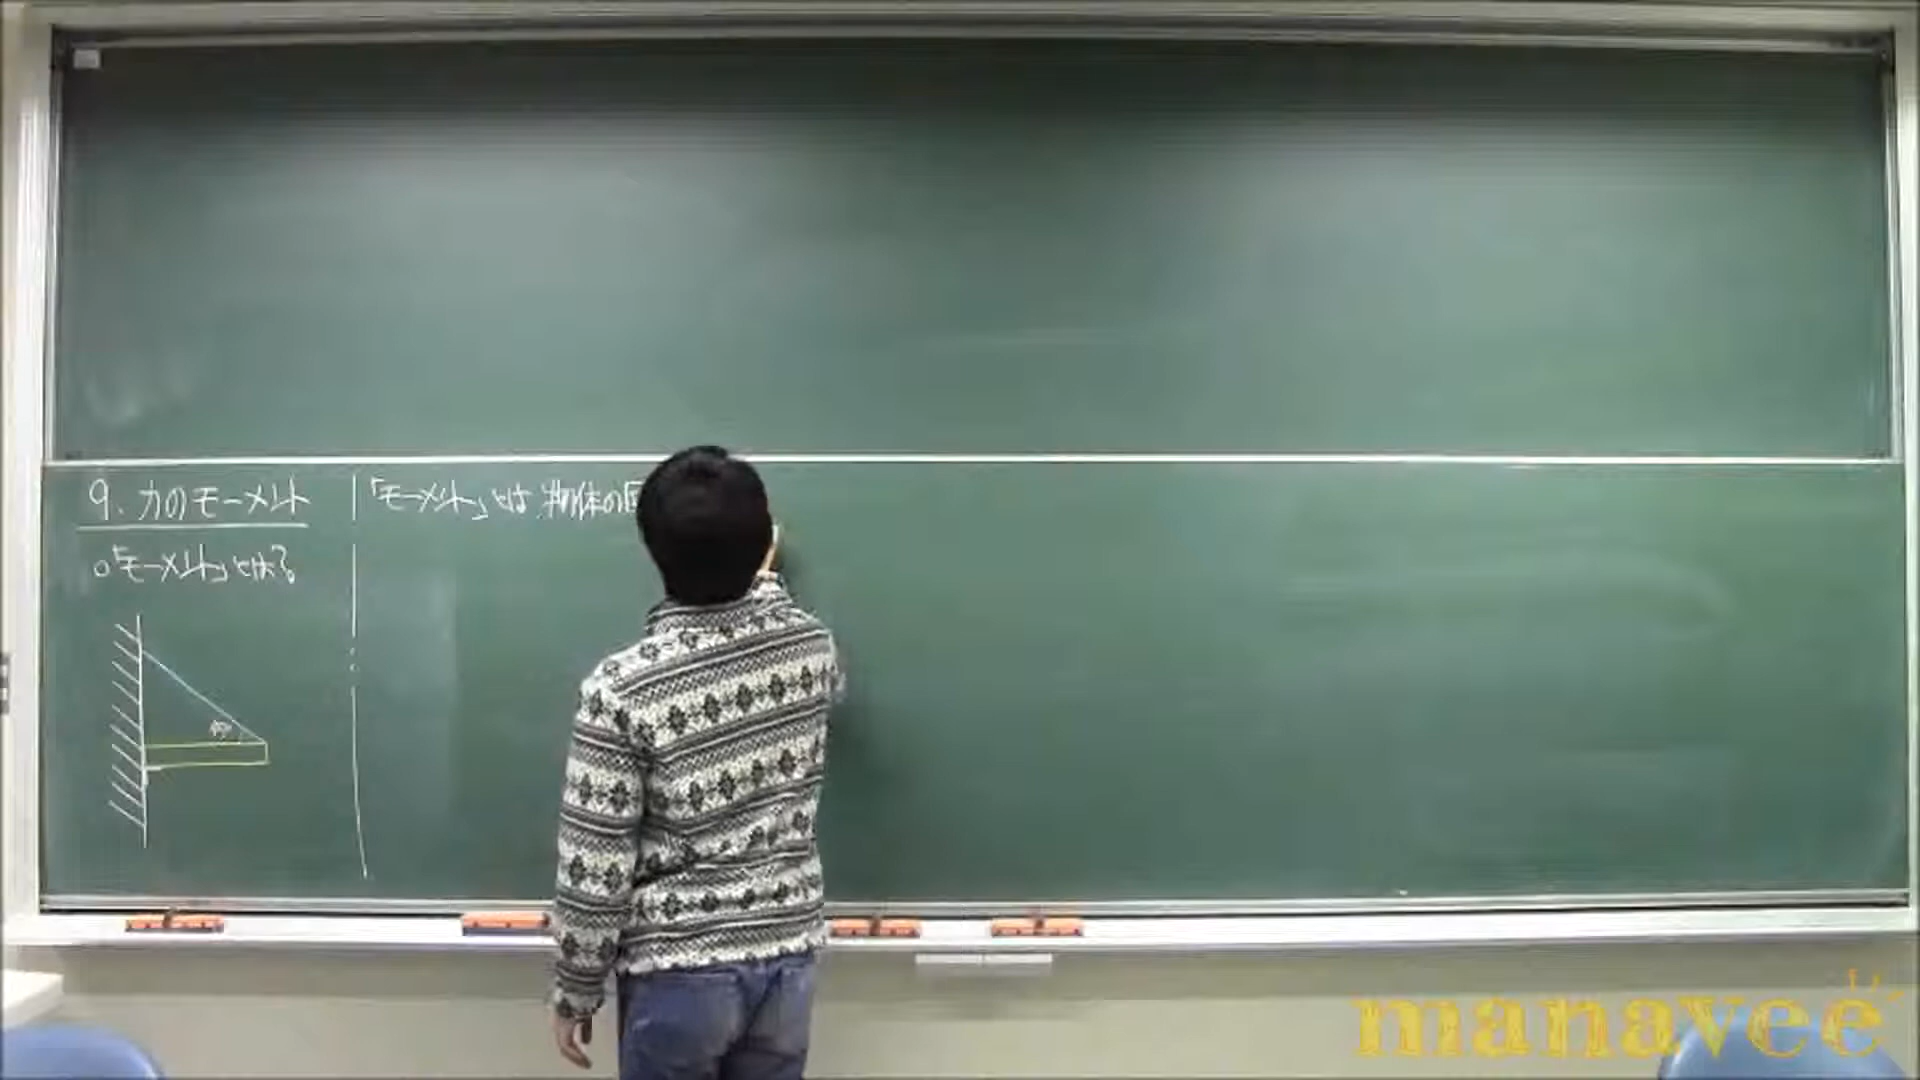 9. 力のモーメント
○「モーメント」とは?
「モーメント」とは 物体の回
manavee